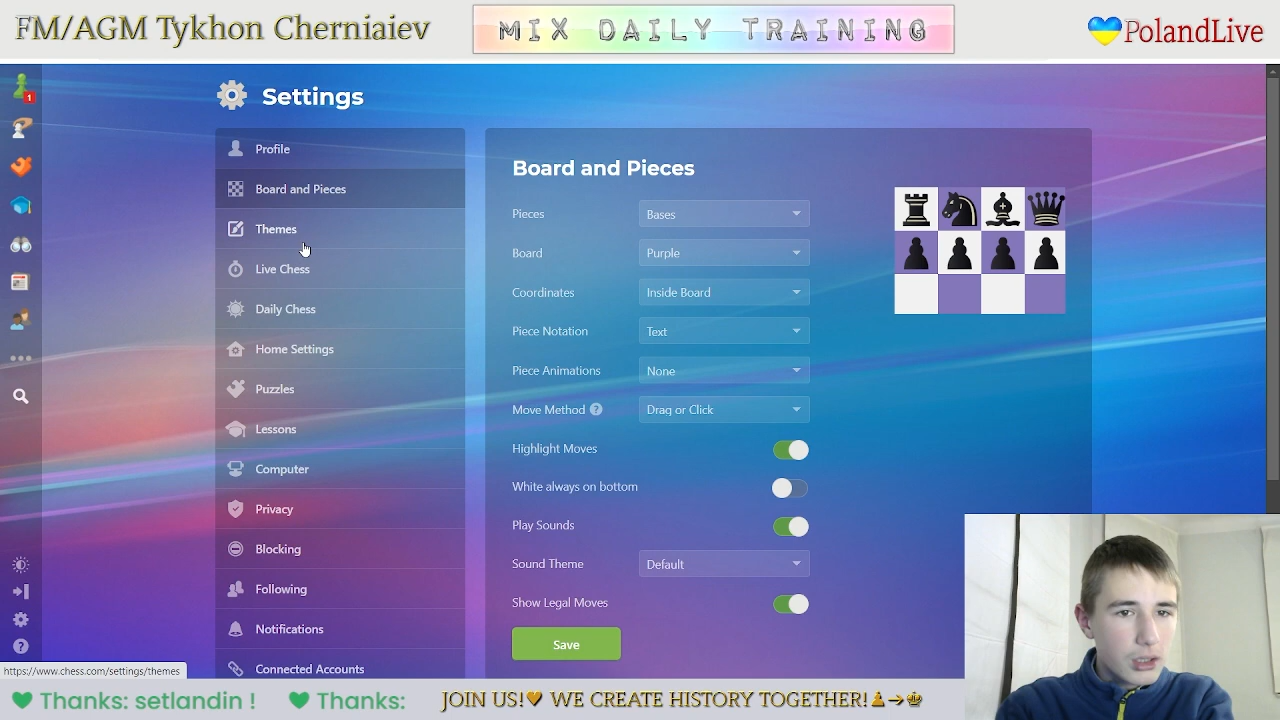 FM/AGM Tykhon Cherniaiev
MIX DAILY TRAINING
PolandLive
1
Settings
Profile
Board and Pieces
Themes
Live Chess
Daily Chess
Home Settings
Puzzles
Lessons
Computer
Privacy
Blocking
Following
Notifications
Connected Accounts
Board and Pieces
Pieces Bases
Board Purple
Coordinates Inside Board
Piece Notation Text
Piece Animations None
Move Method ? Drag or Click
Highlight Moves
White always on bottom
Play Sounds
Sound Theme Default
Show Legal Moves
Save
https://www.chess.com/settings/themes
Thanks: setlandin ! Thanks:
JOIN US!♥ WE CREATE HISTORY TOGETHER!♟→♚